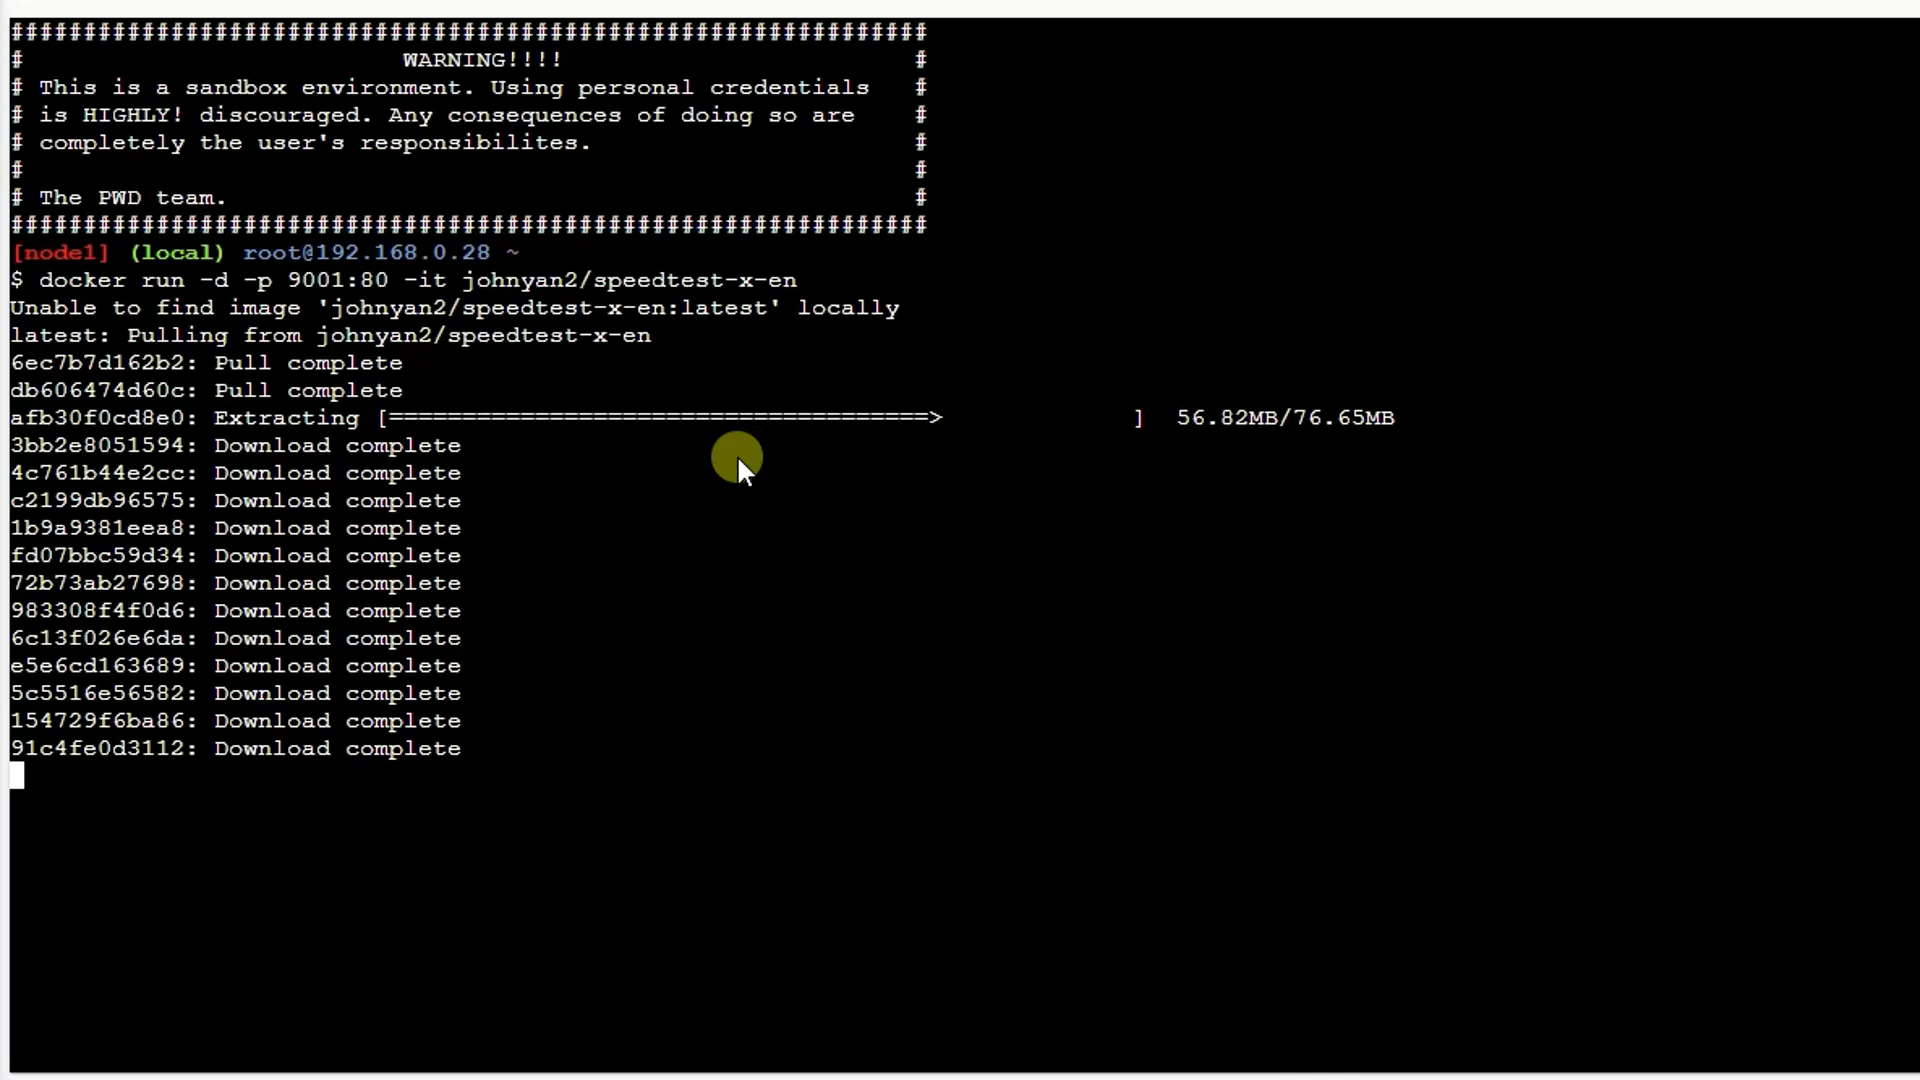 ###############################################################
#                          WARNING!!!!                        #
# This is a sandbox environment. Using personal credentials   #
# is HIGHLY! discouraged. Any consequences of doing so are    #
# completely the user's responsibilites.                      #
#                                                             #
# The PWD team.                                               #
###############################################################
[node1] (local) root@192.168.0.28 ~
$ docker run -d -p 9001:80 -it johnyan2/speedtest-x-en
Unable to find image 'johnyan2/speedtest-x-en:latest' locally
latest: Pulling from johnyan2/speedtest-x-en
6ec7b7d162b2: Pull complete
db606474d60c: Pull complete
afb30f0cd8e0: Extracting [=====================================>             ]  56.82MB/76.65MB
3bb2e8051594: Download complete
4c761b44e2cc: Download complete
c2199db96575: Download complete
1b9a9381eea8: Download complete
fd07bbc59d34: Download complete
72b73ab27698: Download complete
983308f4f0d6: Download complete
6c13f026e6da: Download complete
e5e6cd163689: Download complete
5c5516e56582: Download complete
154729f6ba86: Download complete
91c4fe0d3112: Download complete